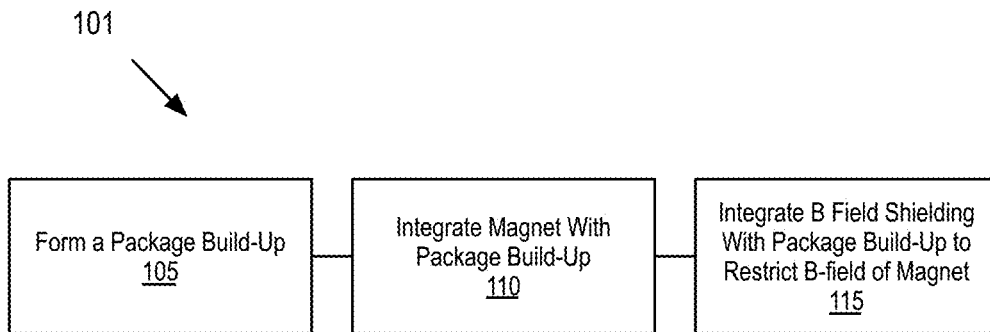 101
Form a Package Build-Up
105
Integrate Magnet With
Package Build-Up
110
Integrate B Field Shielding
With Package Build-Up to
Restrict B-field of Magnet
115